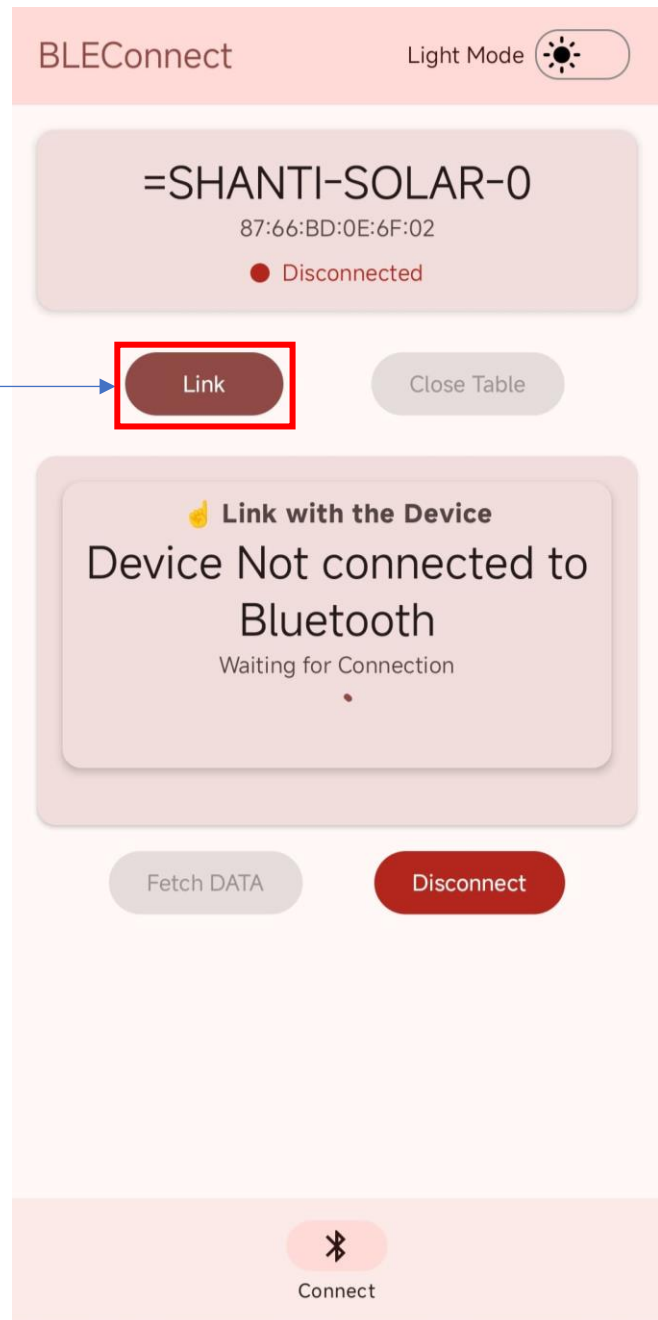 BLEConnect
Light Mode
=SHANTI-SOLAR-0
87:66:BD:0E:6F:02
Disconnected
Link
Close Table
☝ Link with the Device
Device Not connected to
Bluetooth
Waiting for Connection
Fetch DATA
Disconnect
Connect